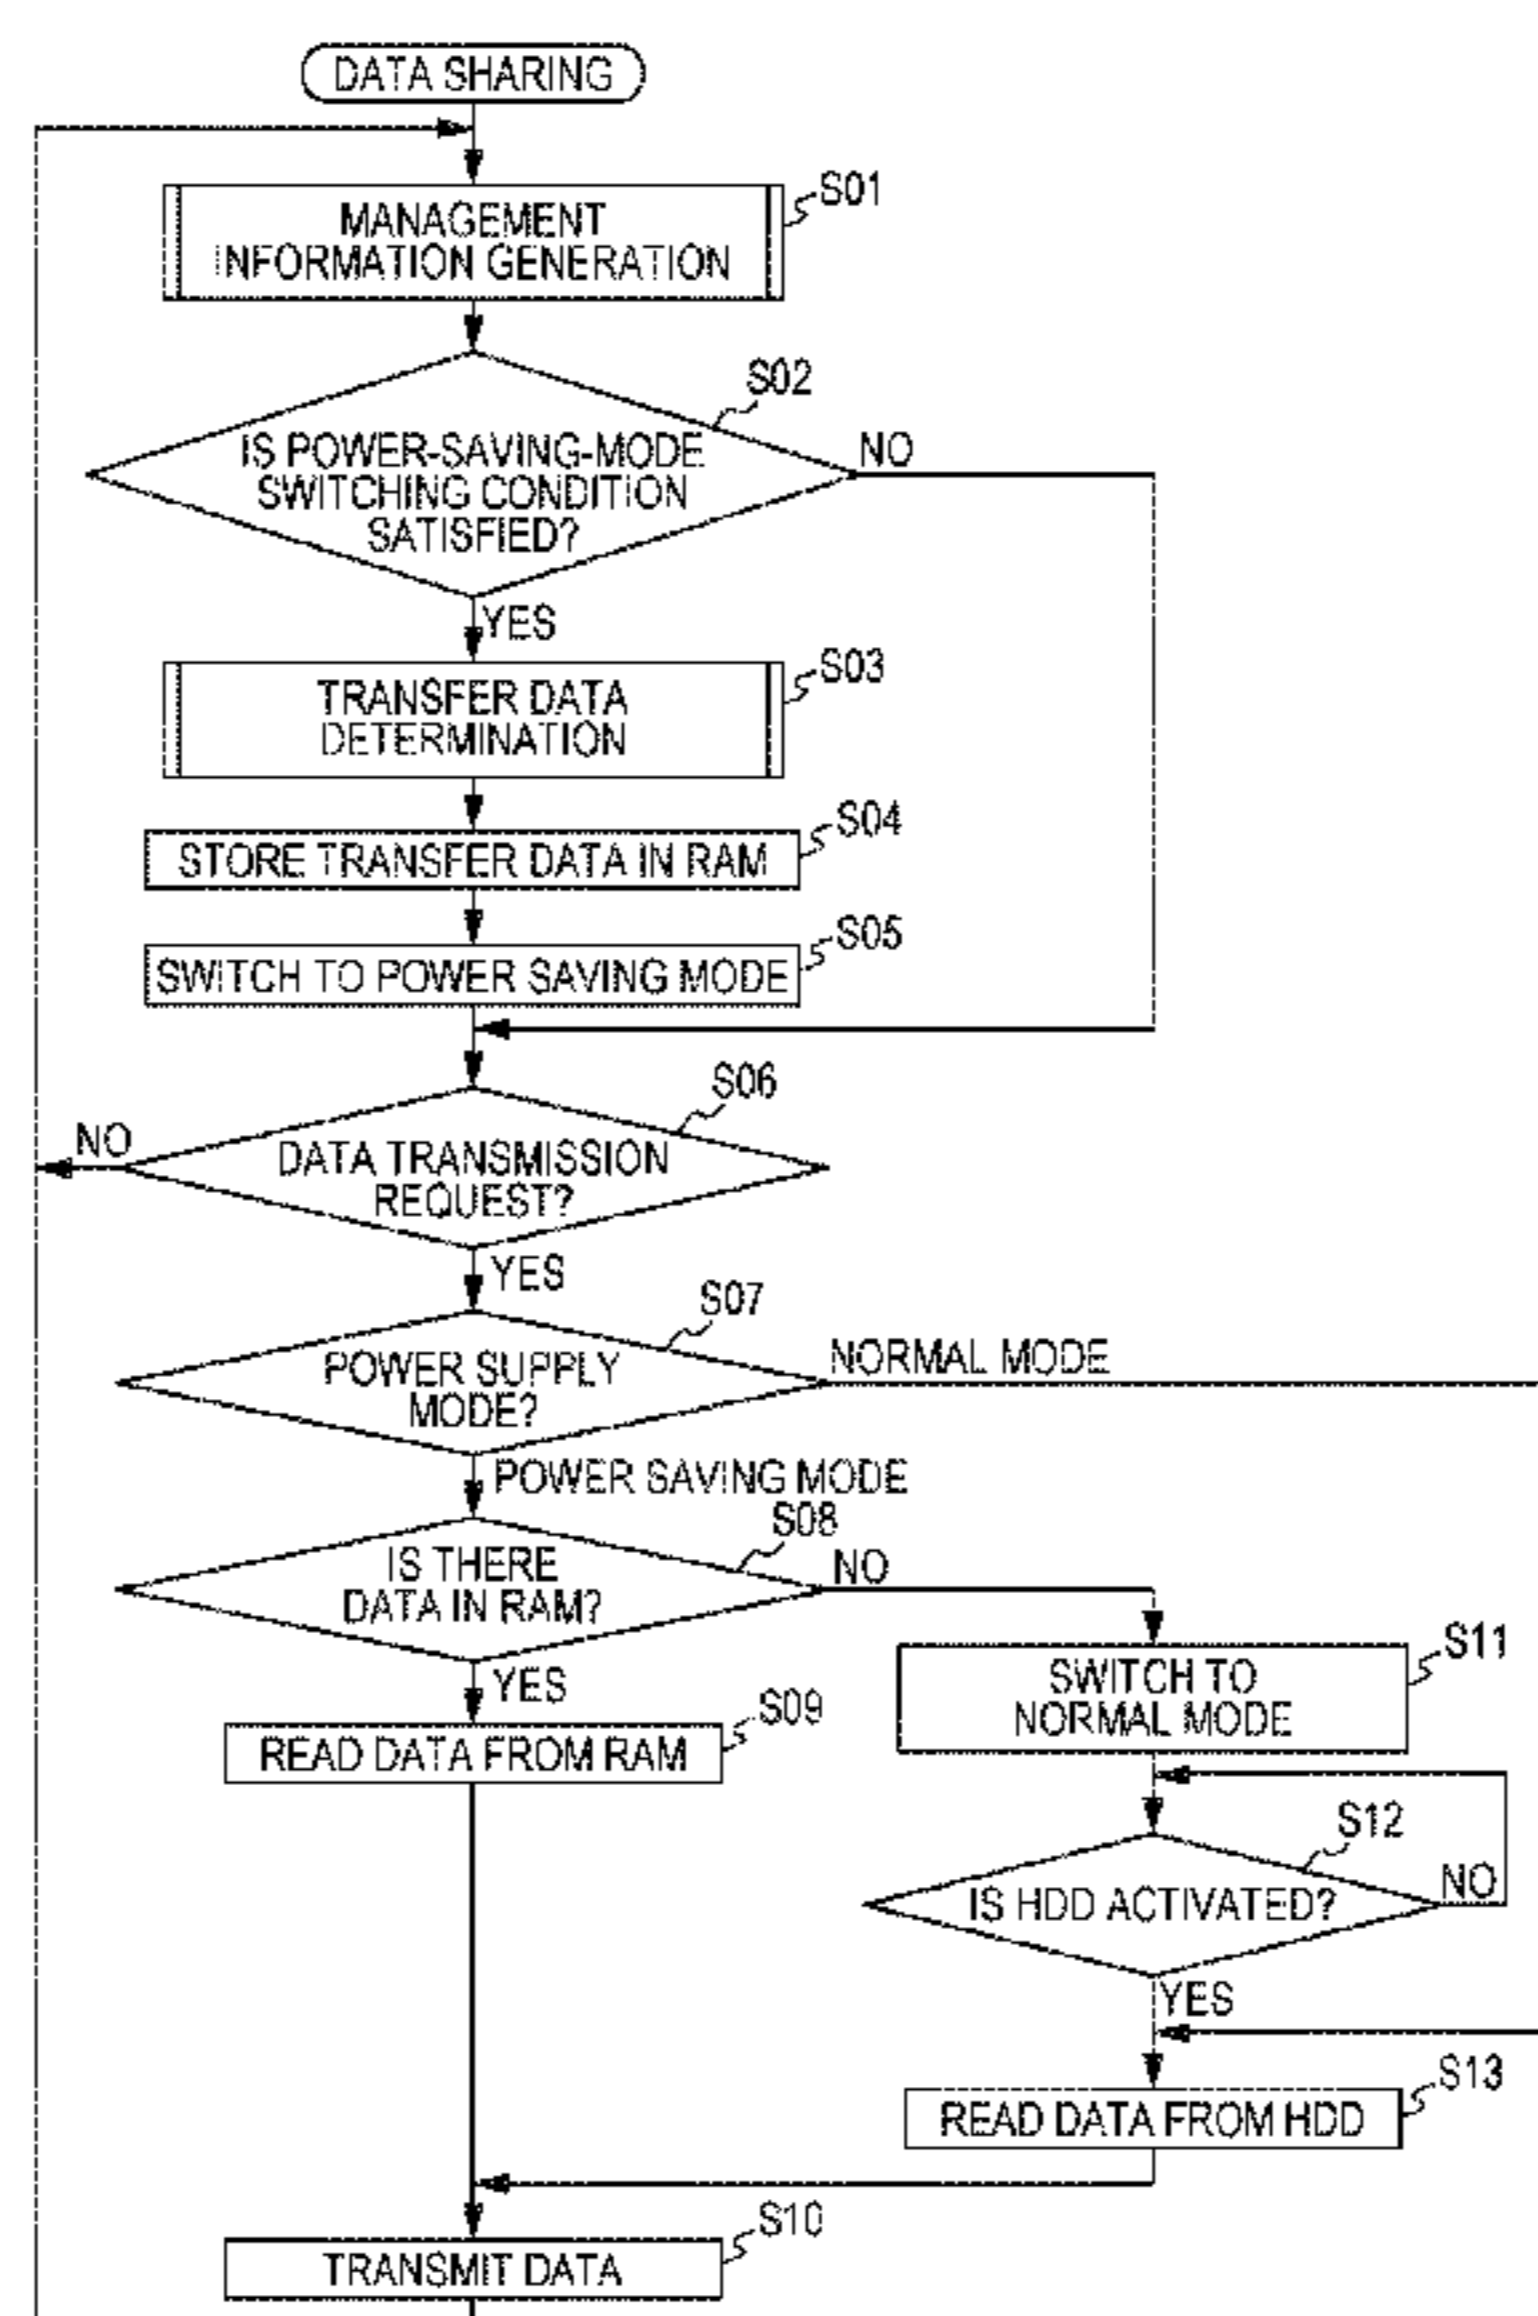 DATA SHARING
S01
MANAGEMENT
INFORMATION GENERATION
S02
IS POWER-SAVING-MODE
SWITCHING CONDITION
SATISFIED?
NO
YES
S03
TRANSFER DATA
DETERMINATION
S04
STORE TRANSFER DATA IN RAM
S05
SWITCH TO POWER SAVING MODE
S06
NO
DATA TRANSMISSION
REQUEST?
YES
S07
POWER SUPPLY
MODE?
NORMAL MODE
POWER SAVING MODE
S08
IS THERE
DATA IN RAM?
NO
YES
S09
READ DATA FROM RAM
S11
SWITCH TO
NORMAL MODE
S12
IS HDD ACTIVATED?
NO
YES
S13
READ DATA FROM HDD
S10
TRANSMIT DATA